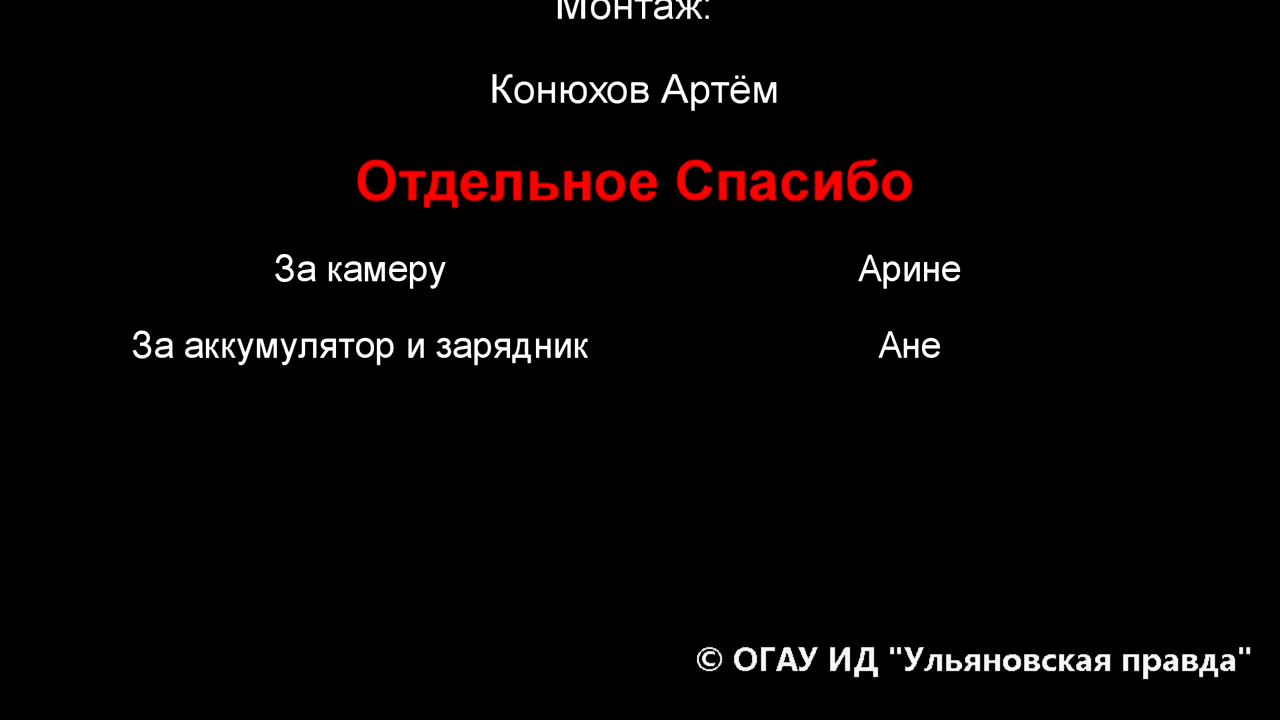 Монтаж:
Конюхов Артём
Отдельное Спасибо
За камеру Арине
За аккумулятор и зарядник Ане
© ОГАУ ИД "Ульяновская правда"